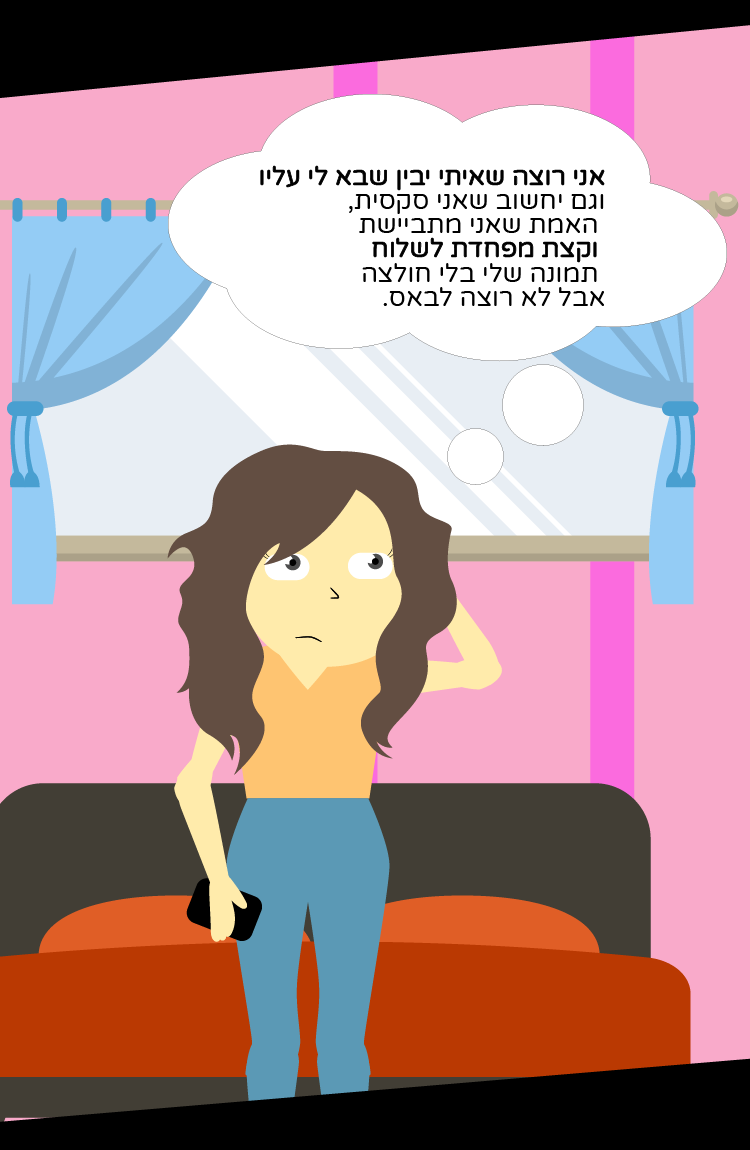 אני רוצה שאיתי יבין שבא לי עליו
וגם יחשוב שאני סקסית,
האמת שאני מתביישת
וקצת מפחדת לשלוח
תמונה שלי בלי חולצה
אבל לא רוצה לבאס.